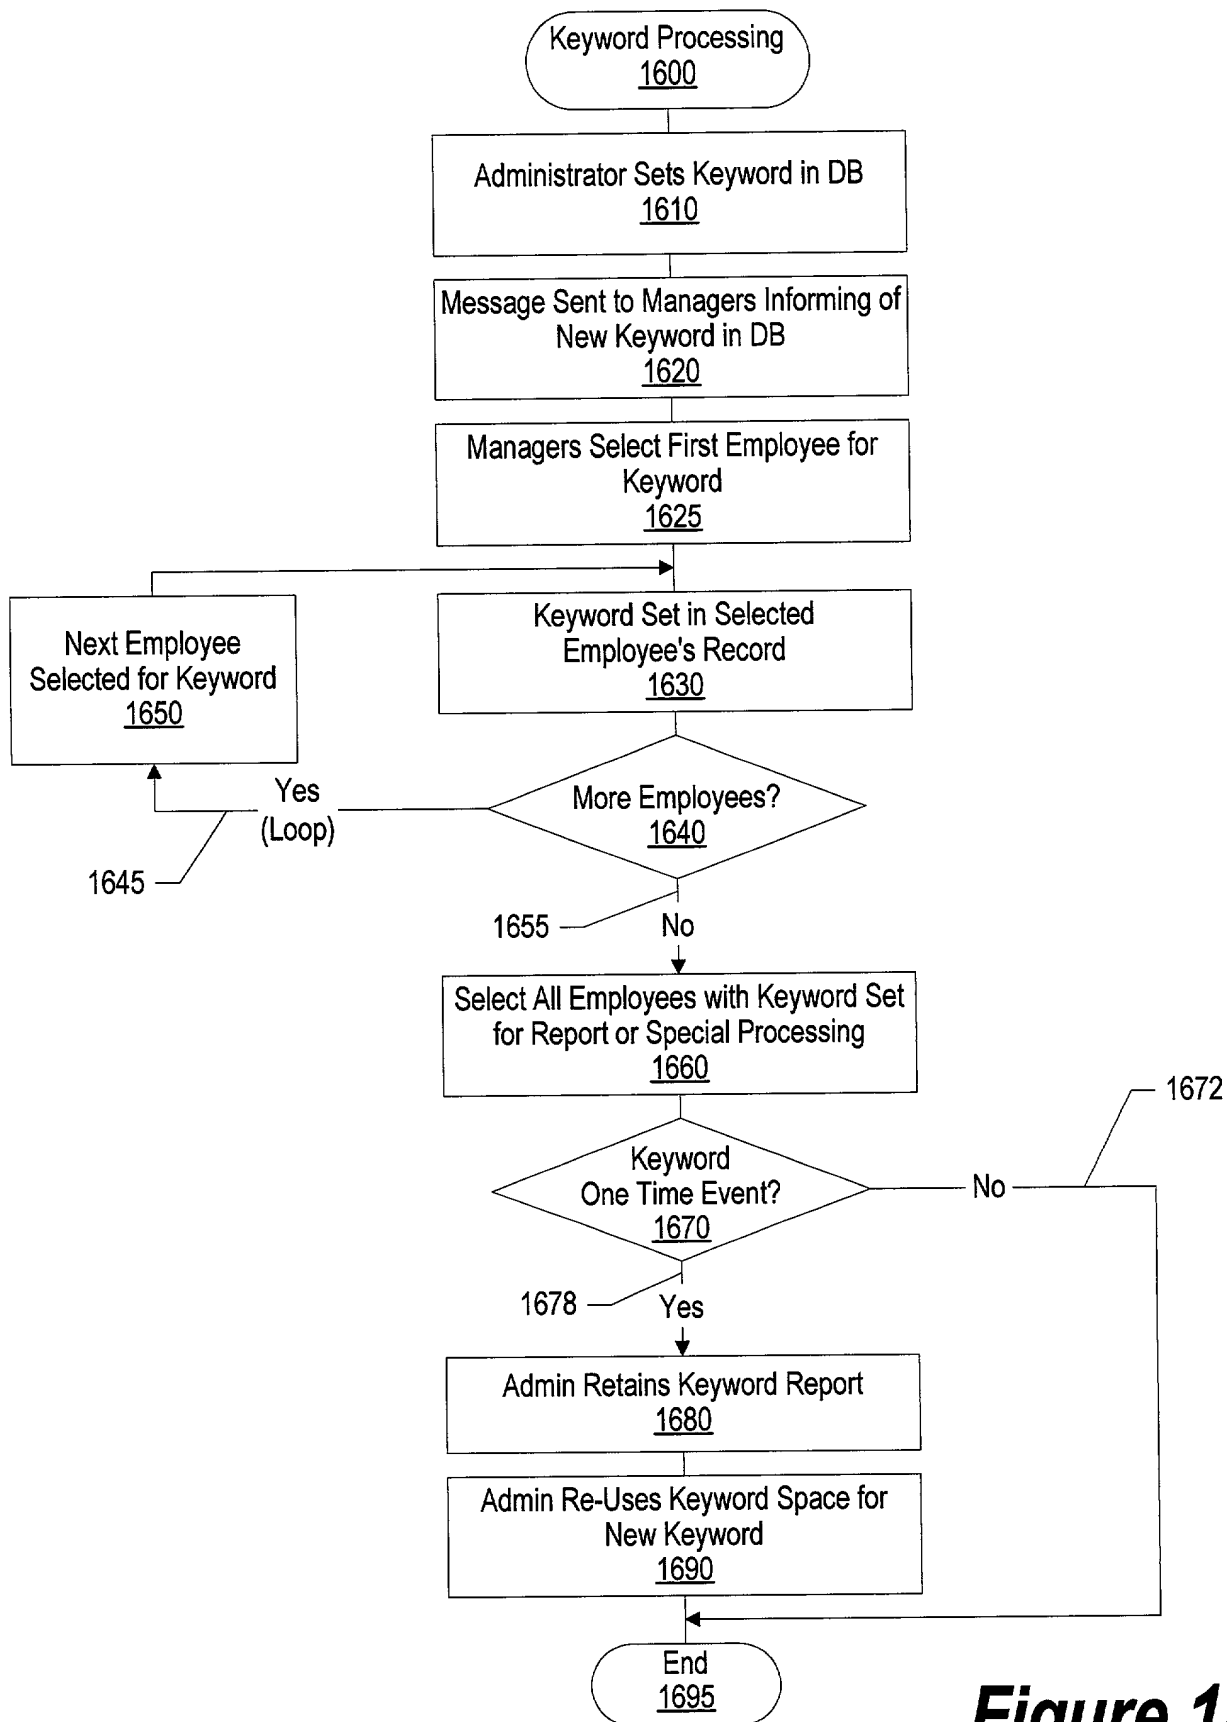 Keyword Processing
1600
Administrator Sets Keyword in DB
1610
Message Sent to Managers Informing of
New Keyword in DB
1620
Managers Select First Employee for
Keyword
1625
Keyword Set in Selected
Employee's Record
1630
Next Employee
Selected for Keyword
1650
More Employees?
1640
Yes
(Loop)
1645
1655
No
Select All Employees with Keyword Set
for Report or Special Processing
1660
1672
Keyword
One Time Event?
1670
No
1678
Yes
Admin Retains Keyword Report
1680
Admin Re-Uses Keyword Space for
New Keyword
1690
End
1695
Figure 1